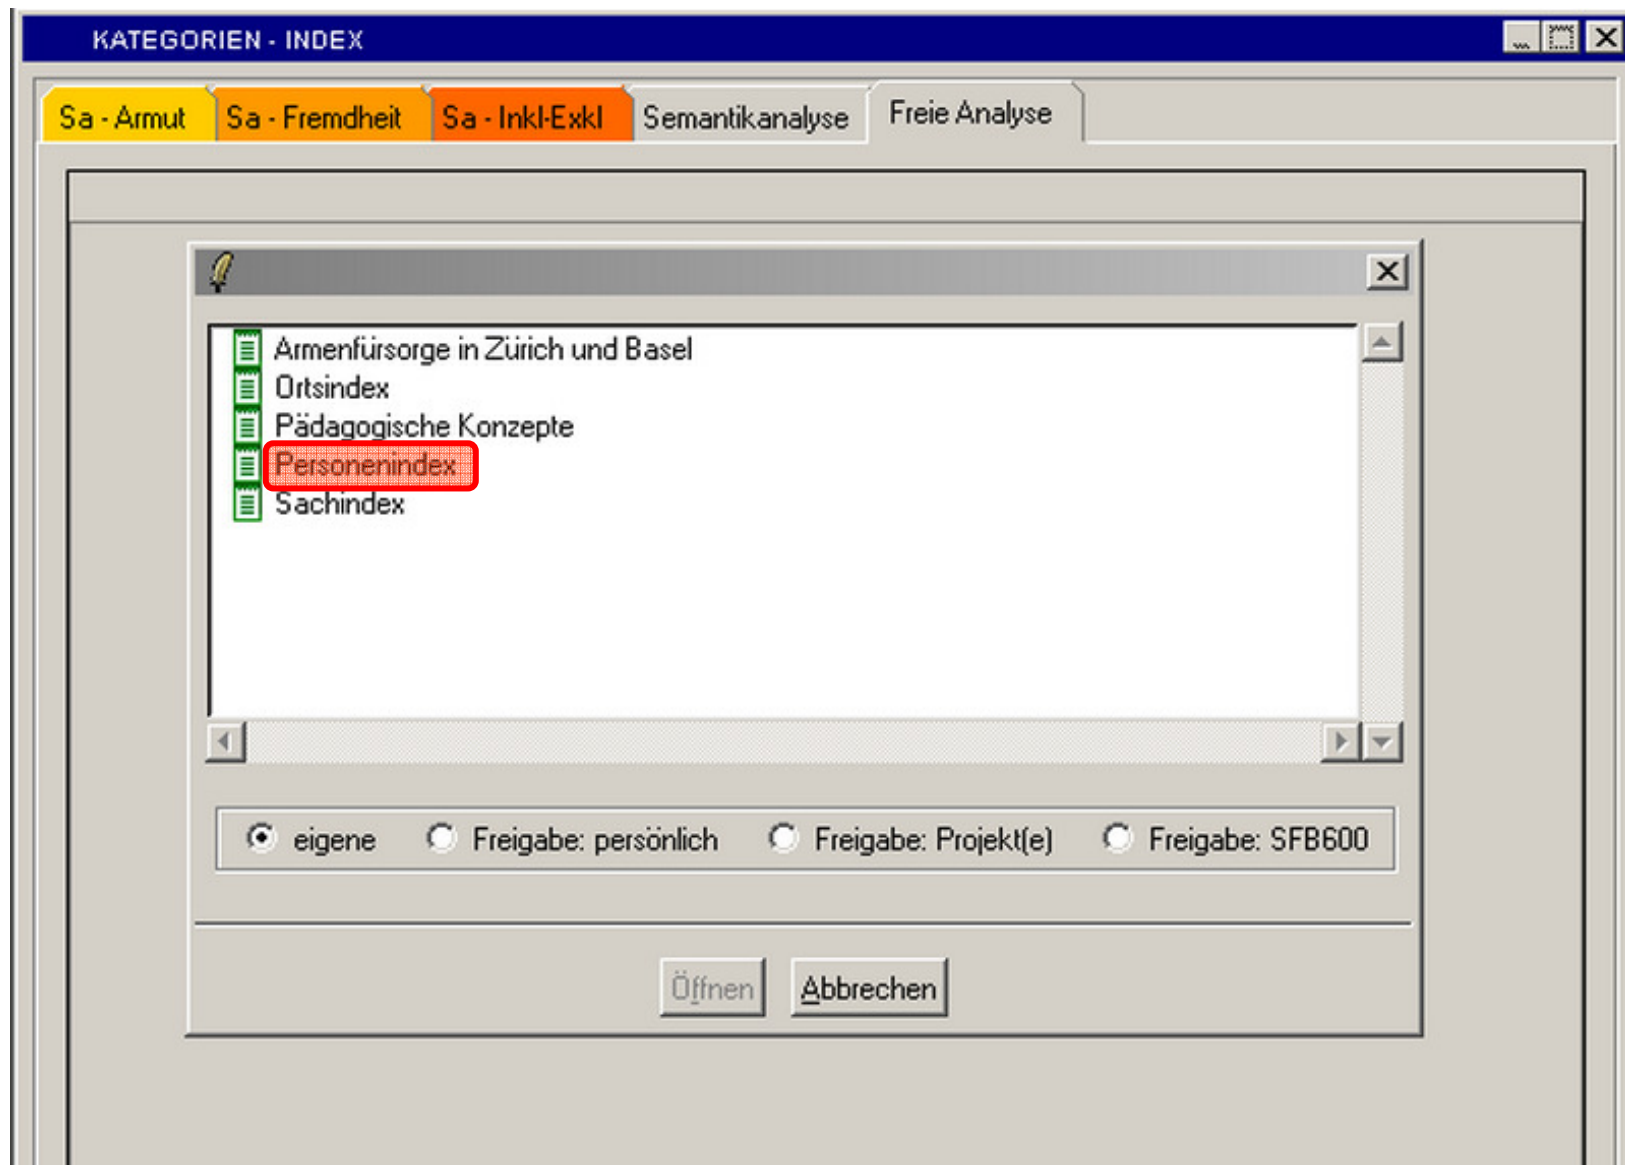 KATEGORIEN - INDEX
Sa - Armut Sa - Fremdheit Sa - Inkl-Exkl Semantikanalyse Freie Analyse
Armenfürsorge in Zürich und Basel
Ortsindex
Pädagogische Konzepte
Personenindex
Sachindex
eigene Freigabe: persönlich Freigabe: Projekt(e) Freigabe: SFB600
Öffnen Abbrechen